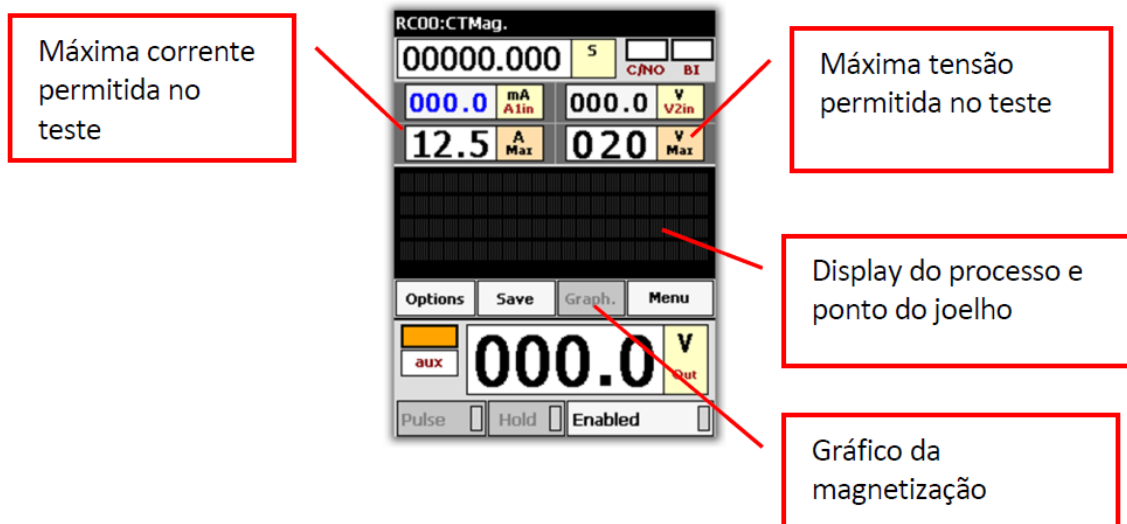 Máxima corrente
permitida no
teste
RC00:CTMag.
00000.000 S C/NO BI
000.0 mA A1in 000.0 V V2in
12.5 A Max 020 V Max
Máxima tensão
permitida no teste
Display do processo e
ponto do joelho
Options Save Graph. Menu
aux 000.0 V Out
Pulse Hold Enabled
Gráfico da
magnetização